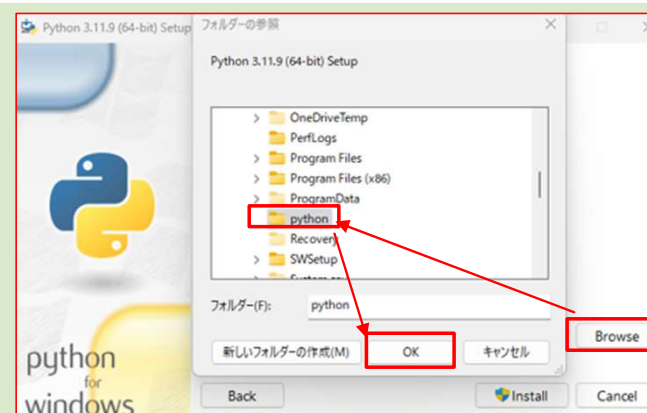 Python 3.11.9 (64-bit) Setup
フォルダーの参照
Python 3.11.9 (64-bit) Setup
OneDriveTemp
PerfLogs
Program Files
Program Files (x86)
ProgramData
python
Recovery
SWSetup
フォルダー(F):
python
Browse
新しいフォルダーの作成(M)
OK
キャンセル
python
for
windows
Back
Install
Cancel